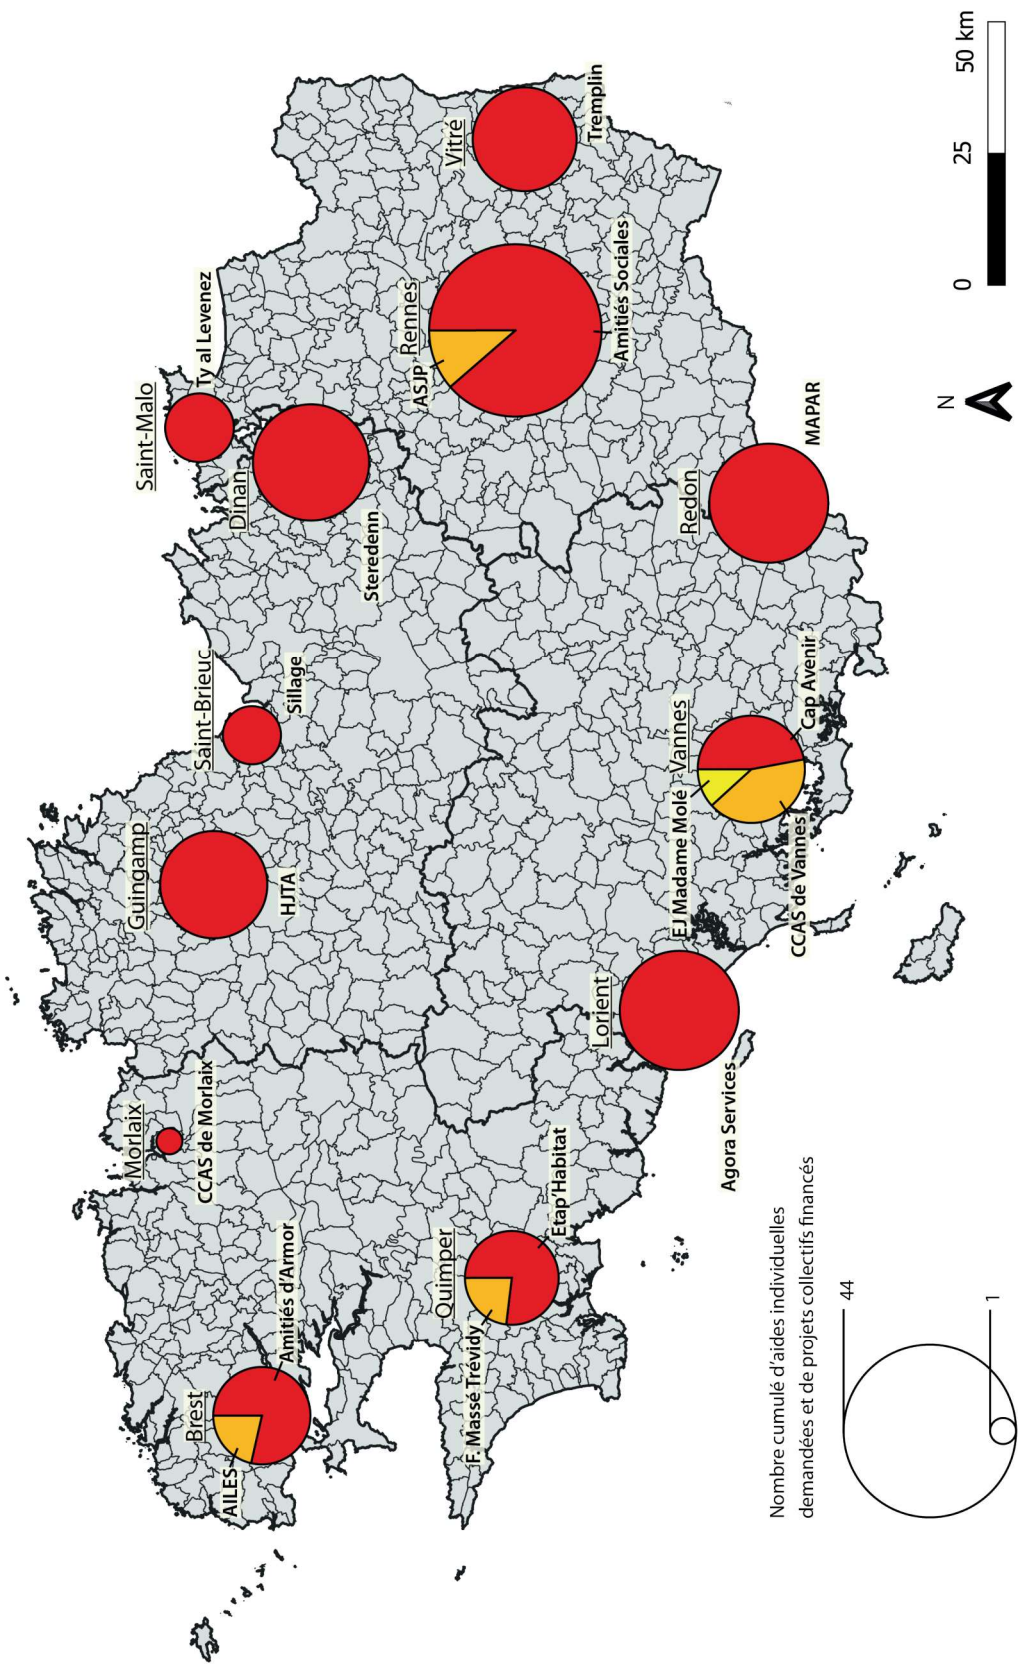 Morlaix
CCAS de Morlaix
Guingamp
HJTA
Saint-Brieuc
Sillage
Saint-Malo
Ty al Levenez
Dinan
Steredenn
Brest
AILES
Amitiés d'Armor
Quimper
F. Massé Trévidy
Etap'Habitat
Lorient
Agora Services
EJ Madame Molé
Vannes
CCAS de Vannes
Cap Avenir
Redon
MAPAR
ASJP
Rennes
Amitiés Sociales
Vitré
Tremplin
Nombre cumulé d'aides individuelles
demandées et de projets collectifs financés
44
1
N
0
25
50 km